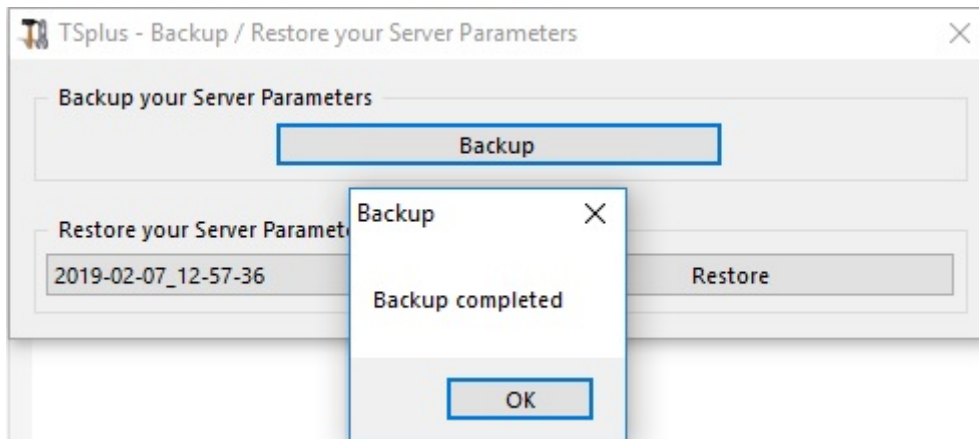 TSplus - Backup / Restore your Server Parameters
Backup your Server Parameters
Backup
Backup
Restore your Server Paramet
2019-02-07_12-57-36
Restore
Backup completed
OK